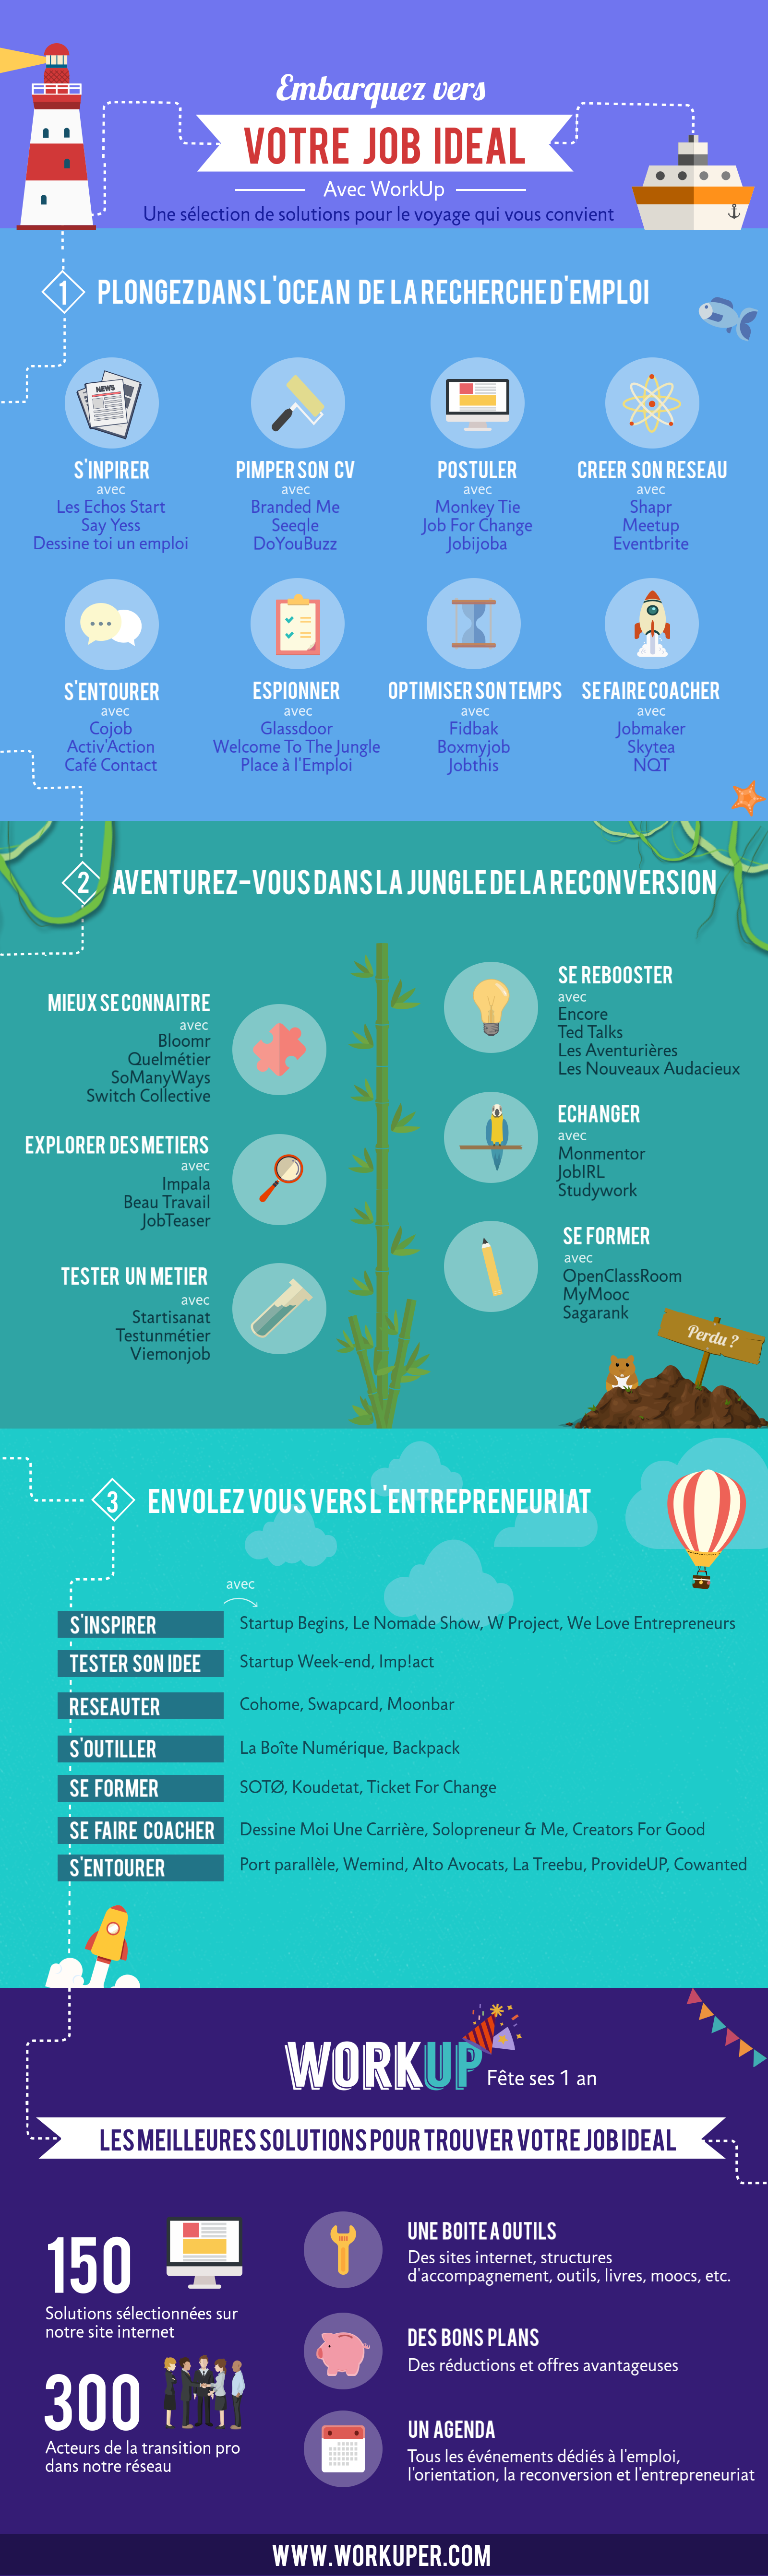 Embarquez vers
VOTRE JOB IDEAL
Avec WorkUp
Une sélection de solutions pour le voyage qui vous convient
1 PLONGEZ DANS L'OCEAN DE LA RECHERCHE D'EMPLOI
NEWS
S'INPIRER
avec
Les Echos Start
Say Yess
Dessine toi un emploi
PIMPER SON CV
avec
Branded Me
Seeqle
DoYouBuzz
POSTULER
avec
Monkey Tie
Job For Change
Jobijoba
CREER SON RESEAU
avec
Shapr
Meetup
Eventbrite
S'ENTOURER
avec
Cojob
Activ'Action
Café Contact
ESPIONNER
avec
Glassdoor
Welcome To The Jungle
Place à l'Emploi
OPTIMISER SON TEMPS
avec
Fidbak
Boxmyjob
Jobthis
SE FAIRE COACHER
avec
Jobmaker
Skytea
NQT
2 AVENTUREZ-VOUS DANS LA JUNGLE DE LA RECONVERSION
MIEUX SE CONNAITRE
avec
Bloomr
Quelmétier
SoManyWays
Switch Collective
EXPLORER DES METIERS
avec
Impala
Beau Travail
JobTeaser
TESTER UN METIER
avec
Startisanat
Testunmétier
Viemonjob
SE REBOOSTER
avec
Encore
Ted Talks
Les Aventurières
Les Nouveaux Audacieux
ECHANGER
avec
Monmentor
JobIRL
Studywork
SE FORMER
avec
OpenClassRoom
MyMooc
Sagarank
Perdu ?
3 ENVOLEZ VOUS VERS L'ENTREPRENEURIAT
avec
S'INSPIRER Startup Begins, Le Nomade Show, W Project, We Love Entrepreneurs
TESTER SON IDEE Startup Week-end, Imp!act
RESEAUTER Cohome, Swapcard, Moonbar
S'OUTILLER La Boîte Numérique, Backpack
SE FORMER SOTØ, Koudetat, Ticket For Change
SE FAIRE COACHER Dessine Moi Une Carrière, Solopreneur & Me, Creators For Good
S'ENTOURER Port parallèle, Wemind, Alto Avocats, La Treebu, ProvideUP, Cowanted
WORKUP Fête ses 1 an
LES MEILLEURES SOLUTIONS POUR TROUVER VOTRE JOB IDEAL
150
Solutions sélectionnées sur
notre site internet
300
Acteurs de la transition pro
dans notre réseau
UNE BOITE A OUTILS
Des sites internet, structures
d'accompagnement, outils, livres, moocs, etc.
DES BONS PLANS
Des réductions et offres avantageuses
UN AGENDA
Tous les événements dédiés à l'emploi,
l'orientation, la reconversion et l'entrepreneuriat
WWW.WORKUPER.COM